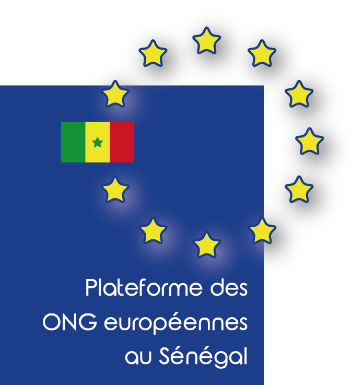 Plateforme des
ONG européennes
au Sénégal